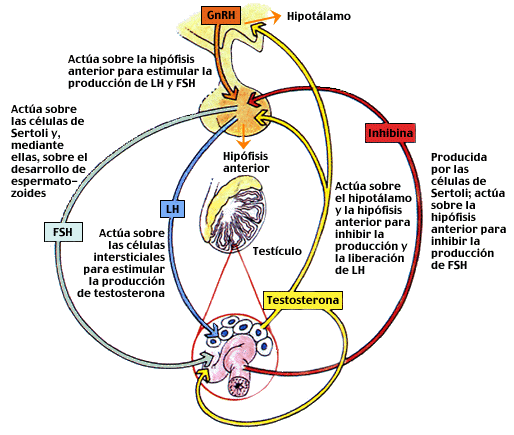 GnRH
Hipotálamo
Actúa sobre la hipófisis
anterior para estimular la
producción de LH y FSH
Actúa sobre
las células de
Sertoli y,
mediante
ellas, sobre el
desarrollo de
espermato–
zoides
Inhibina
Hipófisis
anterior
Producida
por las
células de
Sertoli; actúa
sobre la
hipófisis
anterior para
inhibir la
producción
de FSH
Actúa sobre
el hipotálamo
y la hipófisis
anterior para
inhibir la
producción y
la liberación
de LH
LH
FSH
Actúa sobre
las células
intersticiales
para estimular
la producción
de testosterona
Testículo
Testosterona